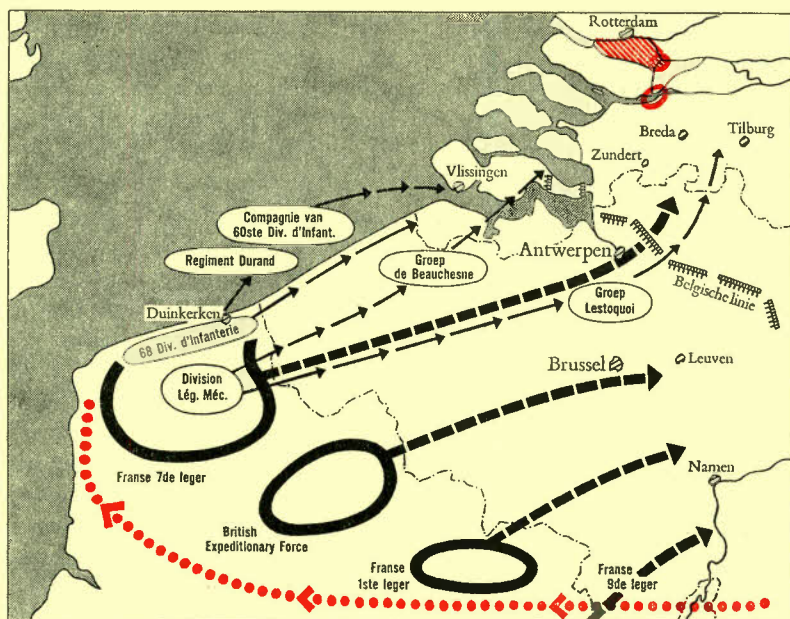 Rotterdam
Breda
Tilburg
Zundert
Vlissingen
Compagnie van
60ste Div. d'Infant.
Regiment Durand
Groep
de Beauchesne
Antwerpen
Duinkerken
68 Div. d'Infanterie
Groep
Lestoquoi
Belgische linie
Division
Lég. Méc.
Brussel
Leuven
Franse 7de leger
Namen
British
Expeditionary Force
Franse
1ste leger
Franse
9de leger